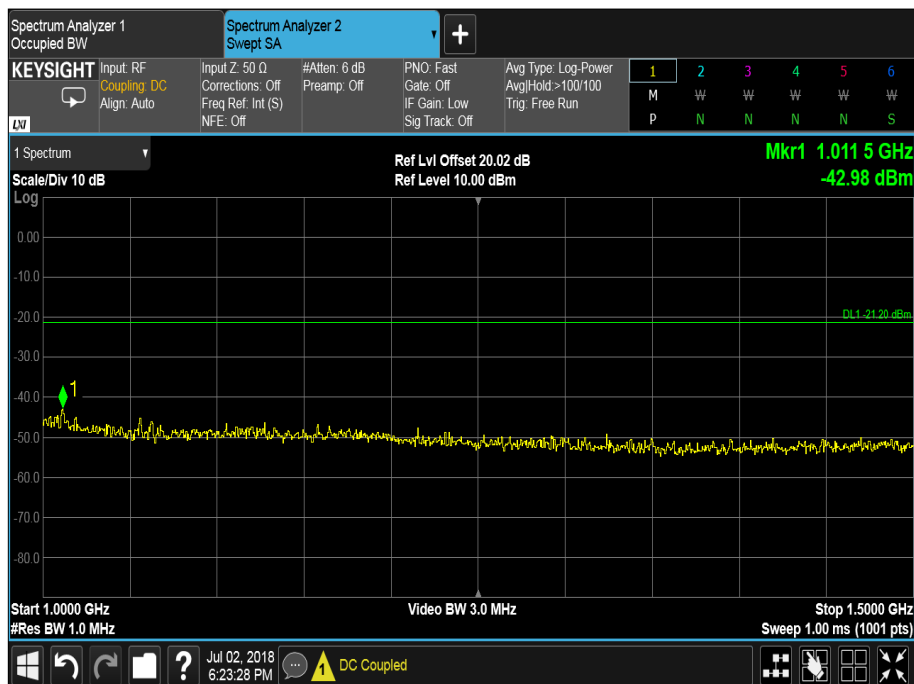 Spectrum Analyzer 1
Occupied BW
Spectrum Analyzer 2
Swept SA
+
KEYSIGHT
LXI
Input: RF
Coupling: DC
Align: Auto
Input Z: 50 Ω
Corrections: Off
Freq Ref: Int (S)
NFE: Off
#Atten: 6 dB
Preamp: Off
PNO: Fast
Gate: Off
IF Gain: Low
Sig Track: Off
Avg Type: Log-Power
Avg|Hold:>100/100
Trig: Free Run
1 2 3 4 5 6
M W W W W W
P N N N N S
1 Spectrum
Scale/Div 10 dB
Ref Lvl Offset 20.02 dB
Ref Level 10.00 dBm
Mkr1 1.011 5 GHz
-42.98 dBm
Log
0.00
-10.0
-20.0
DL1 -21.20 dBm
-30.0
-40.0
1
-50.0
-60.0
-70.0
-80.0
Start 1.0000 GHz
#Res BW 1.0 MHz
Video BW 3.0 MHz
Stop 1.5000 GHz
Sweep 1.00 ms (1001 pts)
?
Jul 02, 2018
6:23:28 PM
1
DC Coupled